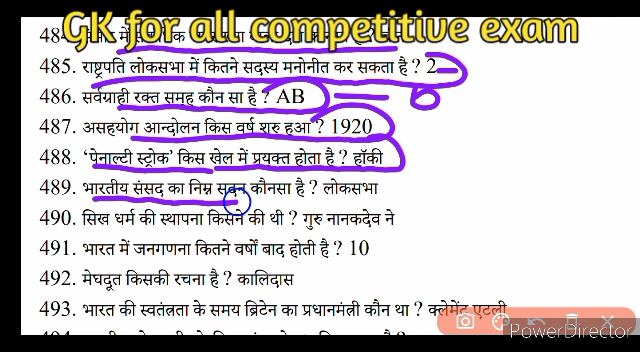 GK for all competitive exam
484
485. राष्ट्रपति लोकसभा में कितने सदस्य मनोनीत कर सकता है ? 2
486. सर्वग्राही रक्त समूह कौन सा है ? AB
487. असहयोग आन्दोलन किस वर्ष शुरु हुआ ? 1920
488. ‘पेनाल्टी स्ट्रोक’ किस खेल में प्रयुक्त होता है ? हॉकी
489. भारतीय संसद का निम्न सदन कौनसा है ? लोकसभा
490. सिख धर्म की स्थापना किसने की थी ? गुरु नानकदेव ने
491. भारत में जनगणना कितने वर्षों बाद होती है ? 10
492. मेघदूत किसकी रचना है ? कालिदास
493. भारत की स्वतंत्रता के समय ब्रिटेन का प्रधानमंत्री कौन था ? क्लेमेंट एटली
PowerDirector